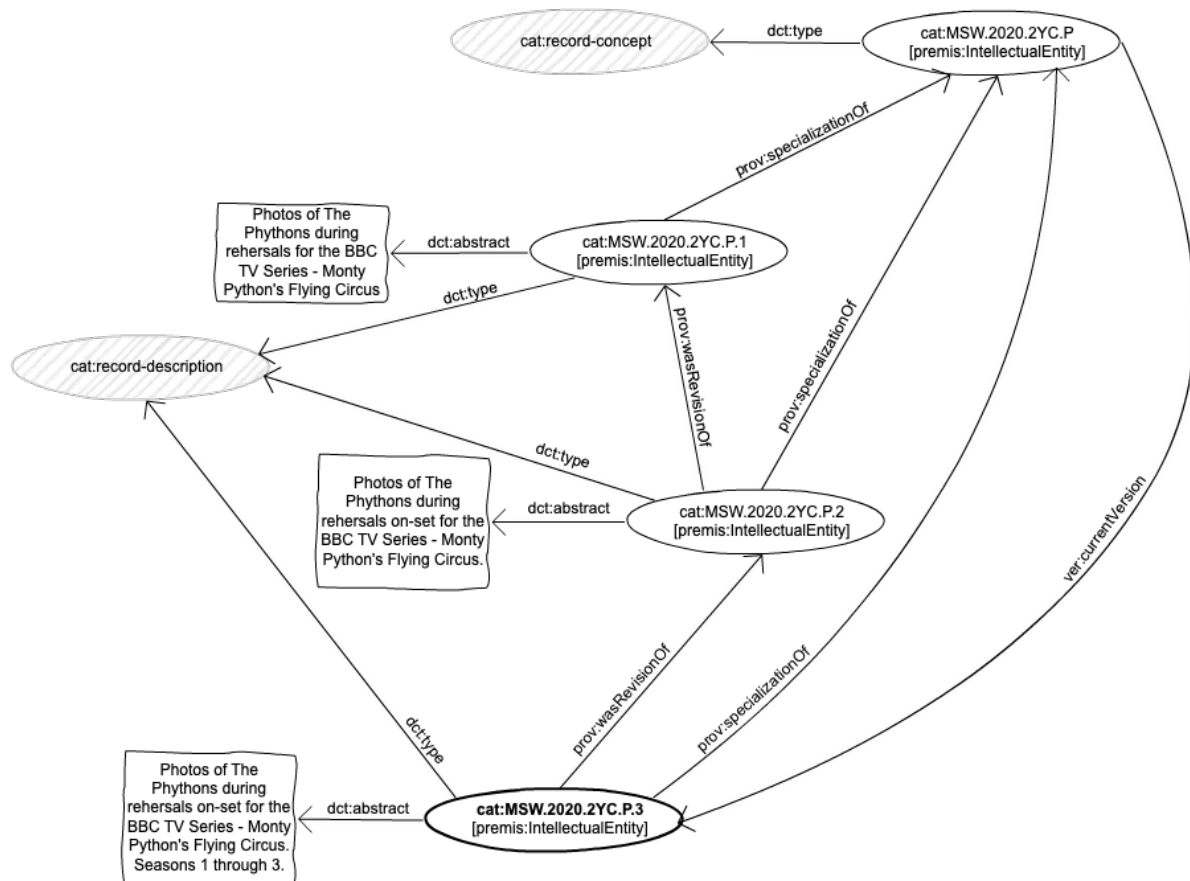 cat:record-concept
dct:type
cat:MSW.2020.2YC.P
[premis:IntellectualEntity]
prov:specializationOf
Photos of The
Phythons during
rehersals for the BBC
TV Series - Monty
Python's Flying Circus
dct:abstract
cat:MSW.2020.2YC.P.1
[premis:IntellectualEntity]
dct:type
cat:record-description
prov:wasRevisionOf
prov:specializationOf
dct:type
Photos of The
Phythons during
rehersals on-set for the
BBC TV Series - Monty
Python's Flying Circus.
dct:abstract
cat:MSW.2020.2YC.P.2
[premis:IntellectualEntity]
ver:currentVersion
prov:wasRevisionOf
prov:specializationOf
dct:type
Photos of The
Phythons during
rehersals on-set for the
BBC TV Series - Monty
Python's Flying Circus.
Seasons 1 through 3.
dct:abstract
cat:MSW.2020.2YC.P.3
[premis:IntellectualEntity]